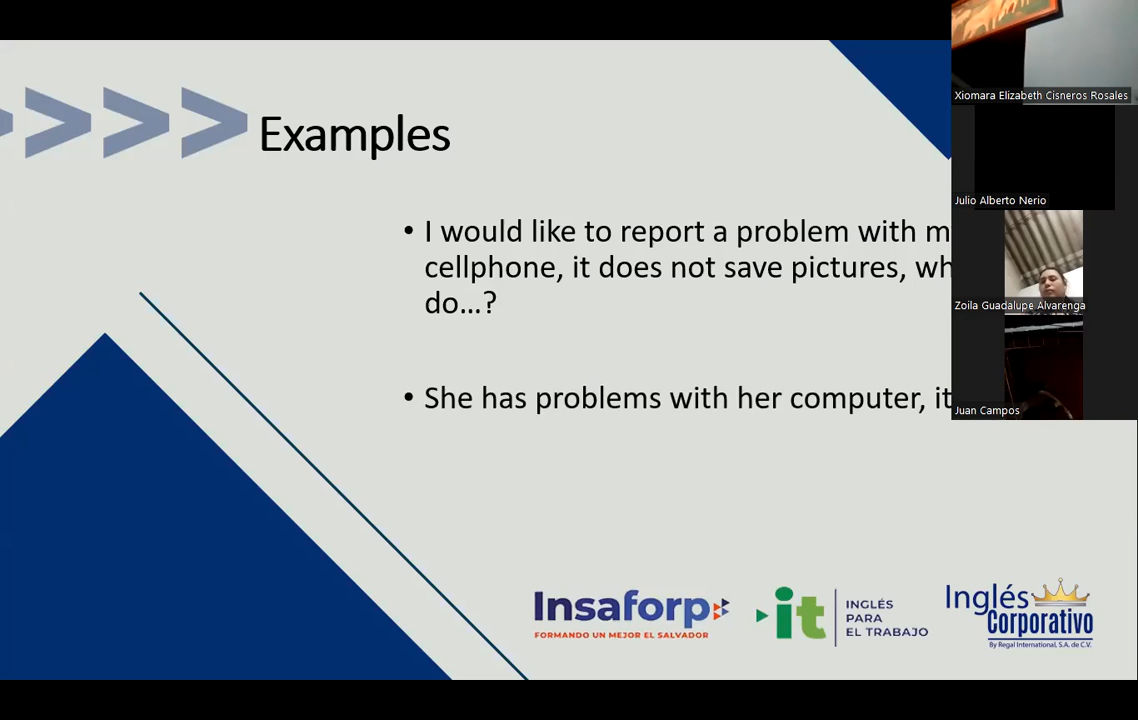 Examples
• I would like to report a problem with
cellphone, it does not save pictures,
do...?
• She has problems with her computer, it
Xiomara Elizabeth Cisneros Rosales
Julio Alberto Nerio
Zoila Guadalupe Alvarenga
Juan Campos
Insaforp
FORMANDO UN MEJOR EL SALVADOR
it
INGLÉS
PARA
EL TRABAJO
Inglés
Corporativo
By Regal International, S.A. de C.V.